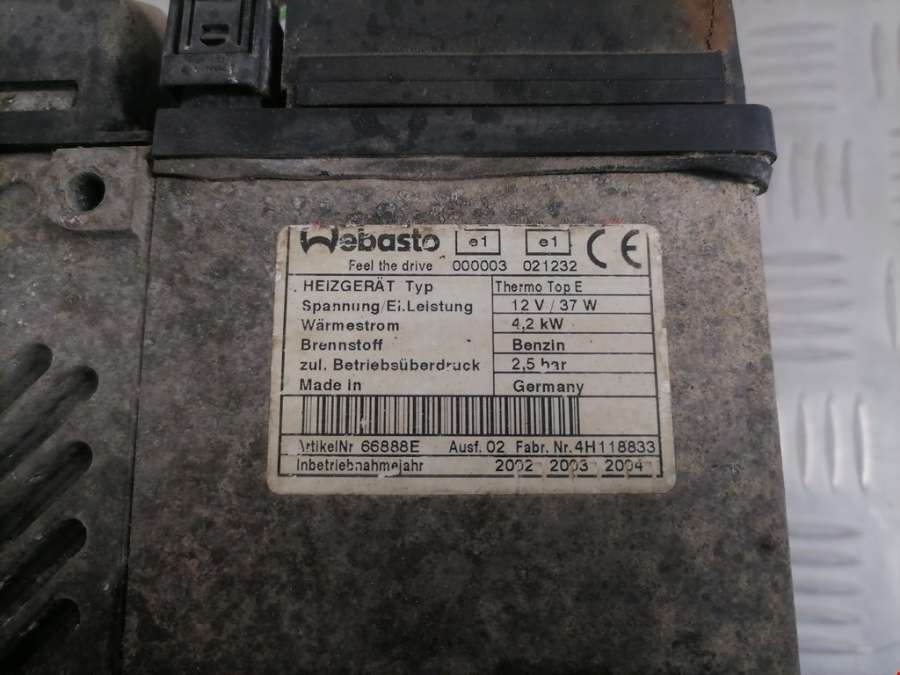 Webasto e1 e1 CE
Feel the drive 000003 021232
HEIZGERÄT Typ Thermo Top E
Spannung/El.Leistung 12 V / 37 W
Wärmestrom 4,2 kW
Brennstoff Benzin
zul. Betriebsüberdruck 2,5 bar
Made in Germany
ArtikelNr 66888E Ausf. 02 Fabr. Nr. 4H118833
Inbetriebnahmejahr 2002 2003 2004